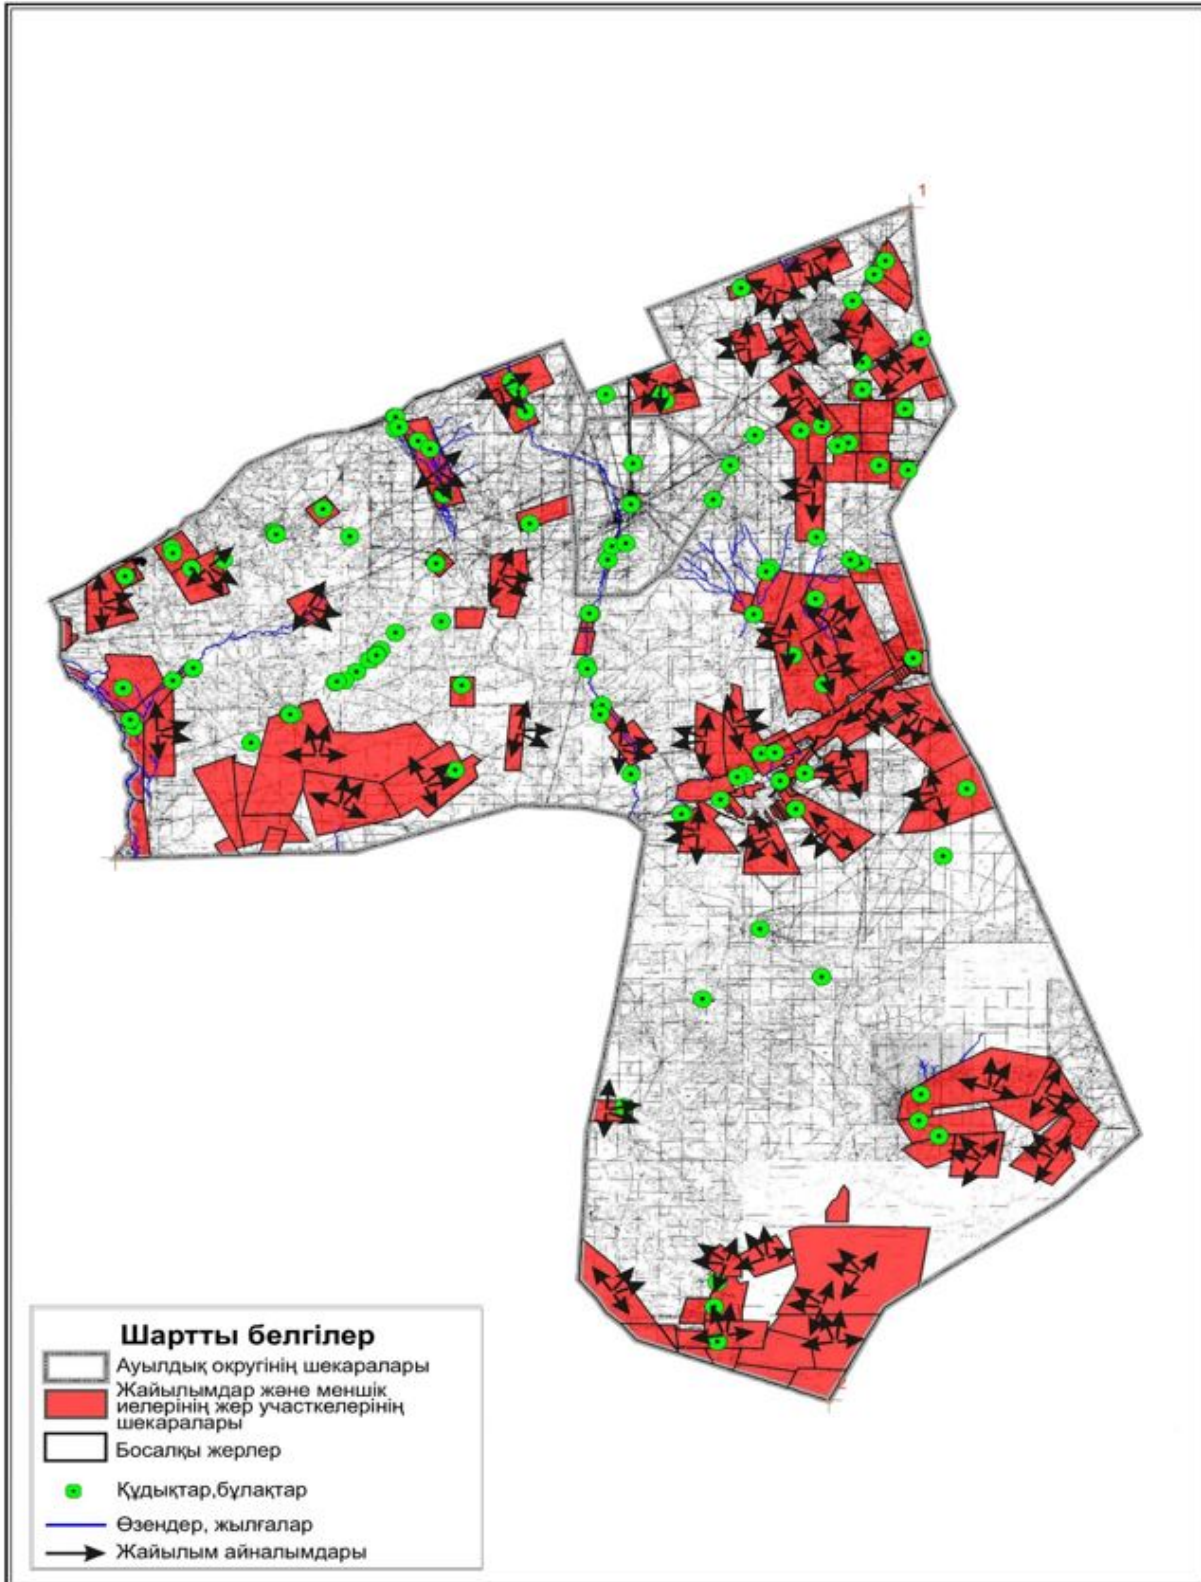 1
Шартты белгілер
Ауылдық округінің шекаралары
Жайылымдар және меншік
иелерінің жер участкелерінің
шекаралары
Босалқы жерлер
Құдықтар,бұлақтар
Өзендер, жылғалар
Жайылым айналымдары